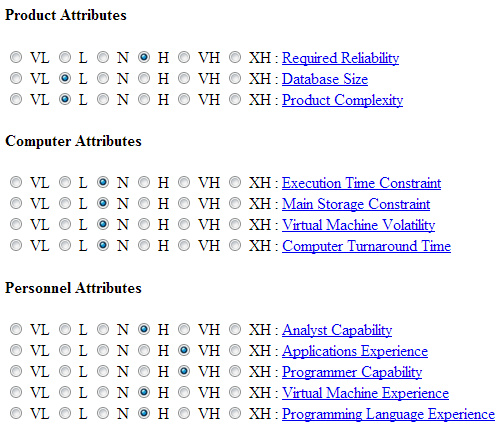 Product Attributes
VL L N H VH XH : Required Reliability
VL L N H VH XH : Database Size
VL L N H VH XH : Product Complexity
Computer Attributes
VL L N H VH XH : Execution Time Constraint
VL L N H VH XH : Main Storage Constraint
VL L N H VH XH : Virtual Machine Volatility
VL L N H VH XH : Computer Turnaround Time
Personnel Attributes
VL L N H VH XH : Analyst Capability
VL L N H VH XH : Applications Experience
VL L N H VH XH : Programmer Capability
VL L N H VH XH : Virtual Machine Experience
VL L N H VH XH : Programming Language Experience